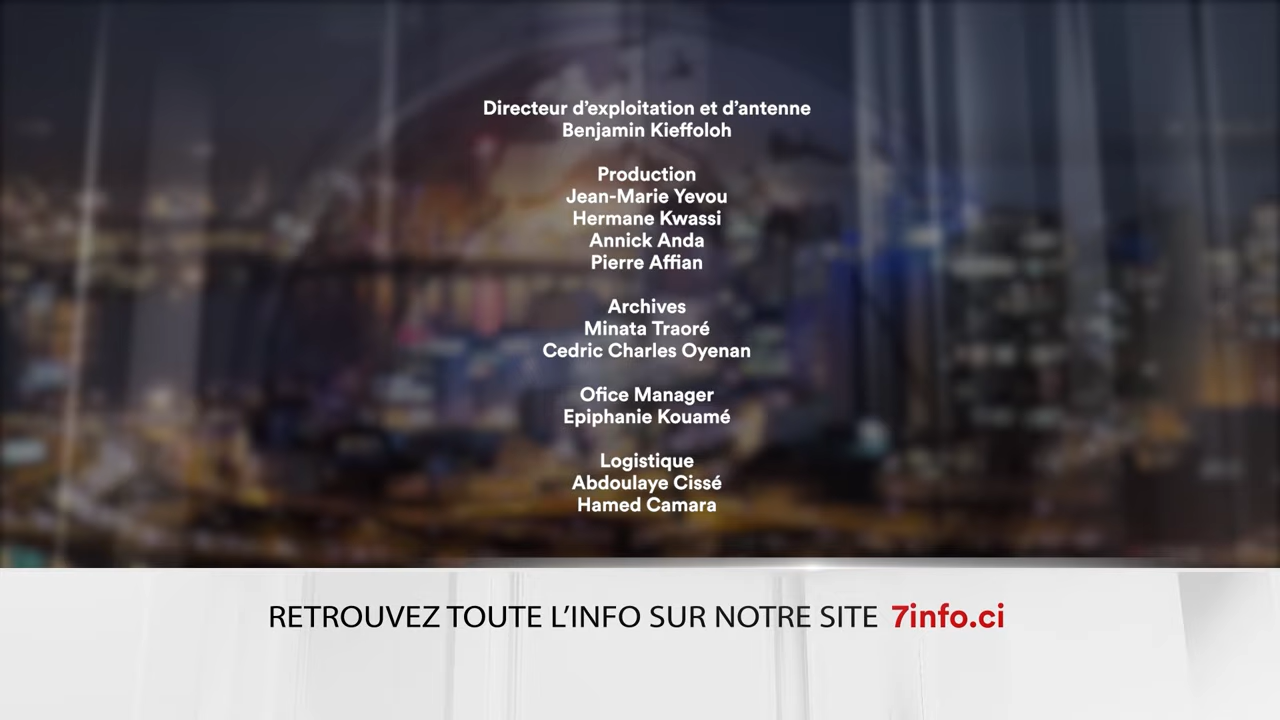 Directeur d’exploitation et d’antenne
Benjamin Kieffoloh
Production
Jean-Marie Yevou
Hermane Kwassi
Annick Anda
Pierre Affian
Archives
Minata Traoré
Cedric Charles Oyenan
Ofice Manager
Epiphanie Kouamé
Logistique
Abdoulaye Cissé
Hamed Camara
RETROUVEZ TOUTE L’INFO SUR NOTRE SITE 7info.ci